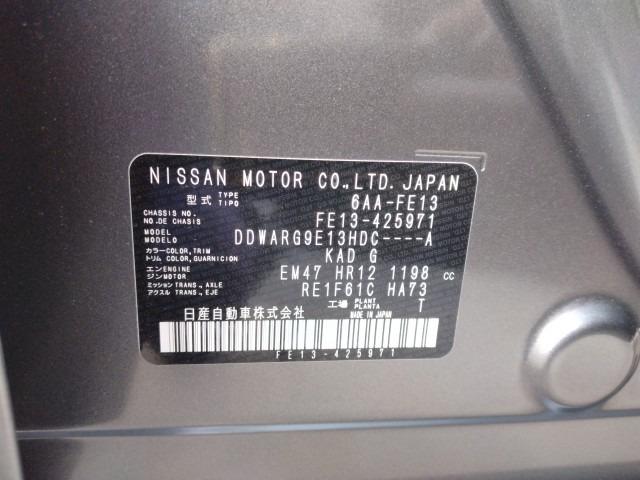 NISSAN MOTOR CO.,LTD. JAPAN
型式 TYPE TIPO 6AA-FE13
CHASSIS NO. NO.DE CHASIS FE13-425971
MODEL MODELO DDWARG9E13HDC----A
カラー COLOR, TRIM トリム COLOR, GUARNICION KAD G
エンジン ENGINE MOTOR EM47 HR12 1198 cc
ミッション TRANS., AXLE アクスル TRANS., EJE RE1F61C HA73
工場 PLANT PLANTA T
日産自動車株式会社 MADE IN JAPAN
FE13-425971